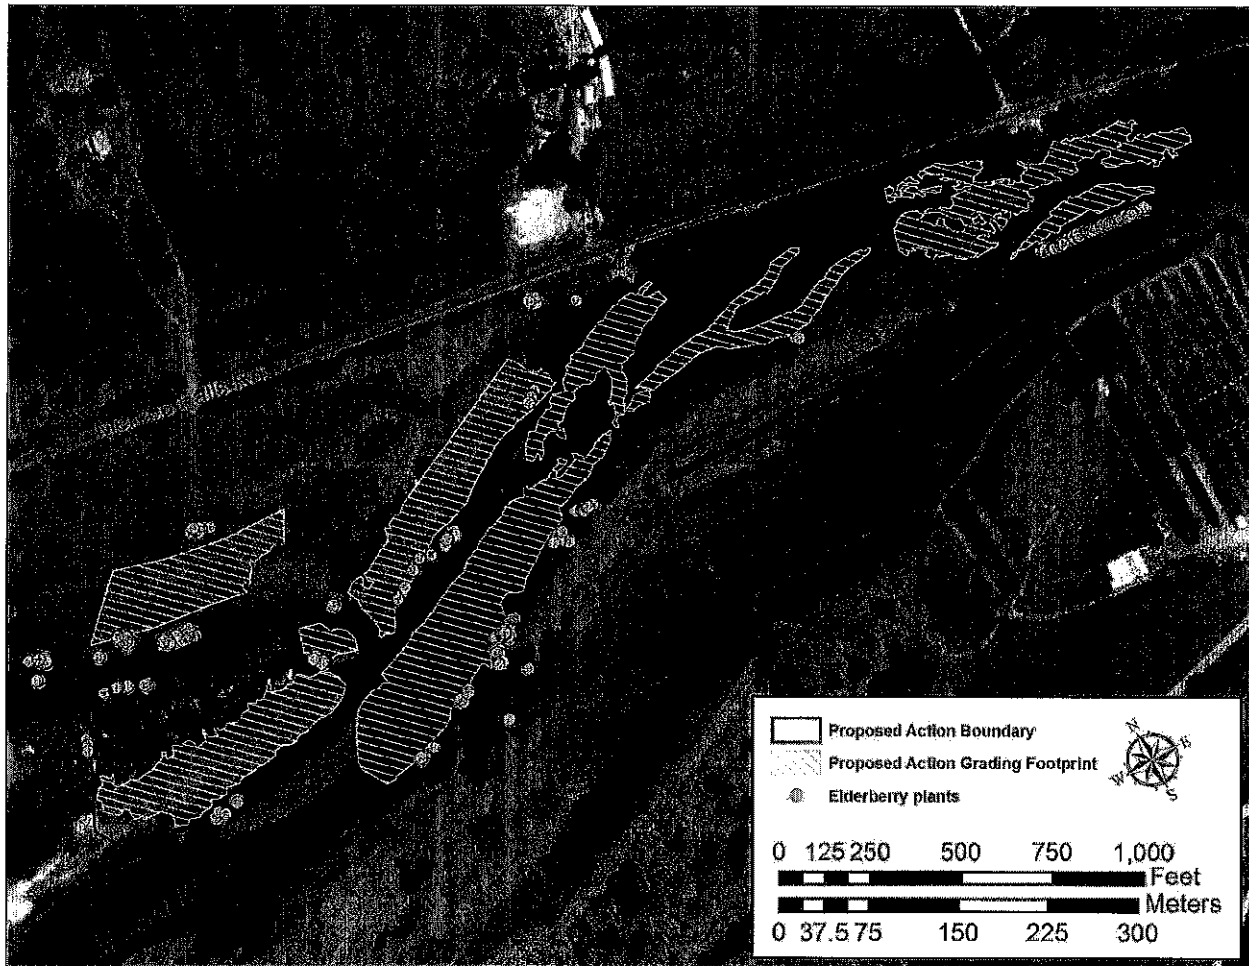 Proposed Action Boundary
Proposed Action Grading Footprint
Elderberry plants
N
E
W
S
0 125 250 500 750 1,000
Feet
Meters
0 37.5 75 150 225 300